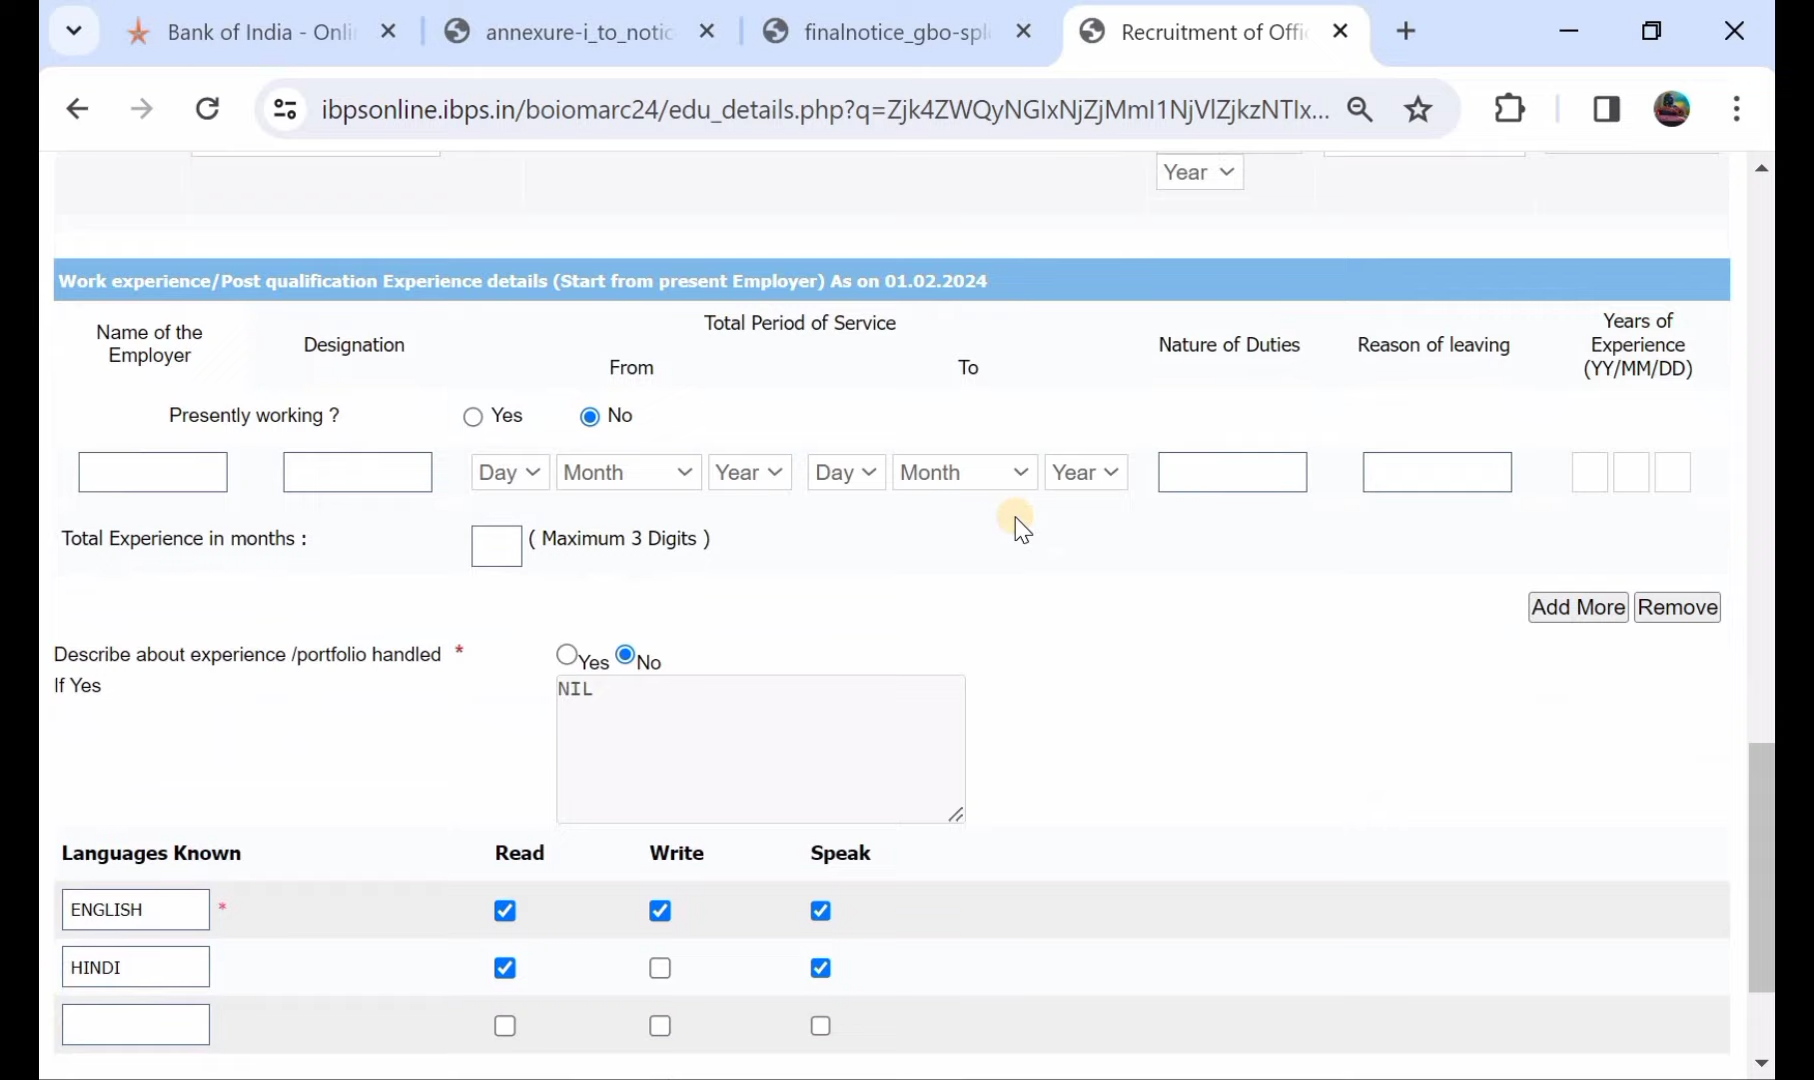 Bank of India - Onli
annexure-i_to_notic
finalnotice_gbo-spl
Recruitment of Offi
ibpsonline.ibps.in/boiomarc24/edu_details.php?q=Zjk4ZWQyNGIxNjZjMmI1NjVlZjkzNTIx...
Year
Work experience/Post qualification Experience details (Start from present Employer) As on 01.02.2024
Name of the Employer
Designation
Total Period of Service
From To
Nature of Duties
Reason of leaving
Years of
Experience
(YY/MM/DD)
Presently working ? Yes No
Day Month Year Day Month Year
Total Experience in months : ( Maximum 3 Digits )
Add More Remove
Describe about experience /portfolio handled * Yes No
If Yes
NIL
Languages Known Read Write Speak
ENGLISH *
HINDI